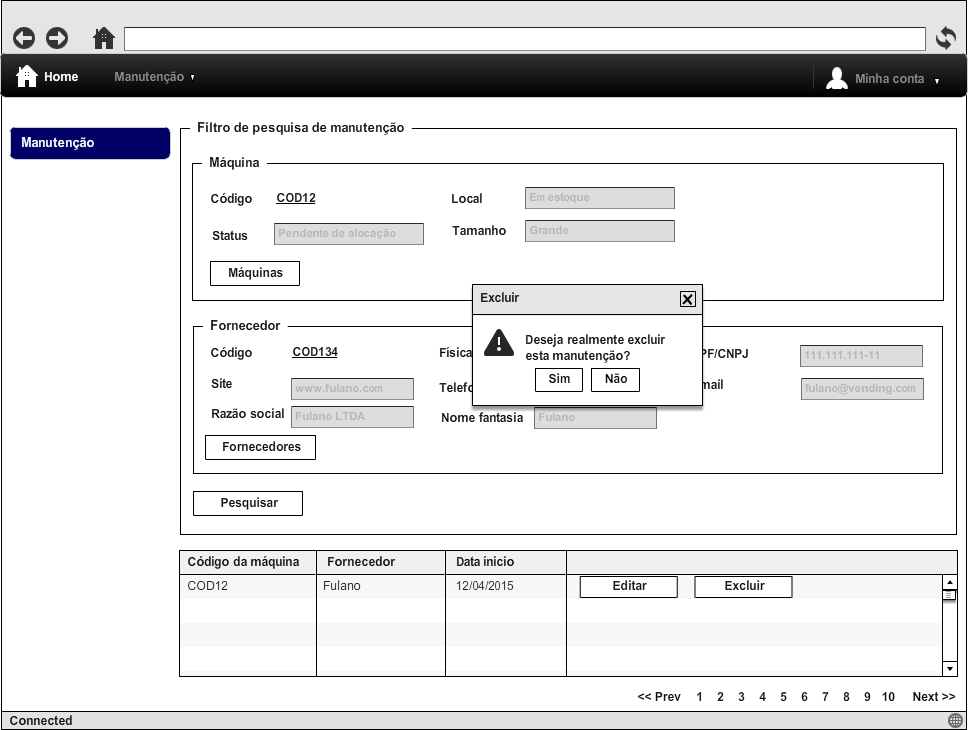 Home
Manutenção
Minha conta
Manutenção
Filtro de pesquisa de manutenção
Máquina
Código COD12 Local Em estoque
Status Pendente de alocação Tamanho Grande
Máquinas
Excluir
Deseja realmente excluir
esta manutenção?
Sim Não
Fornecedor
Código COD134 Física PF/CNPJ 111.111.111-11
Site www.fulano.com Telefo mail fulano@vending.com
Razão social Fulano LTDA Nome fantasia Fulano
Fornecedores
Pesquisar
Código da máquina Fornecedor Data ínicio
COD12 Fulano 12/04/2015 Editar Excluir
<< Prev 1 2 3 4 5 6 7 8 9 10 Next >>
Connected